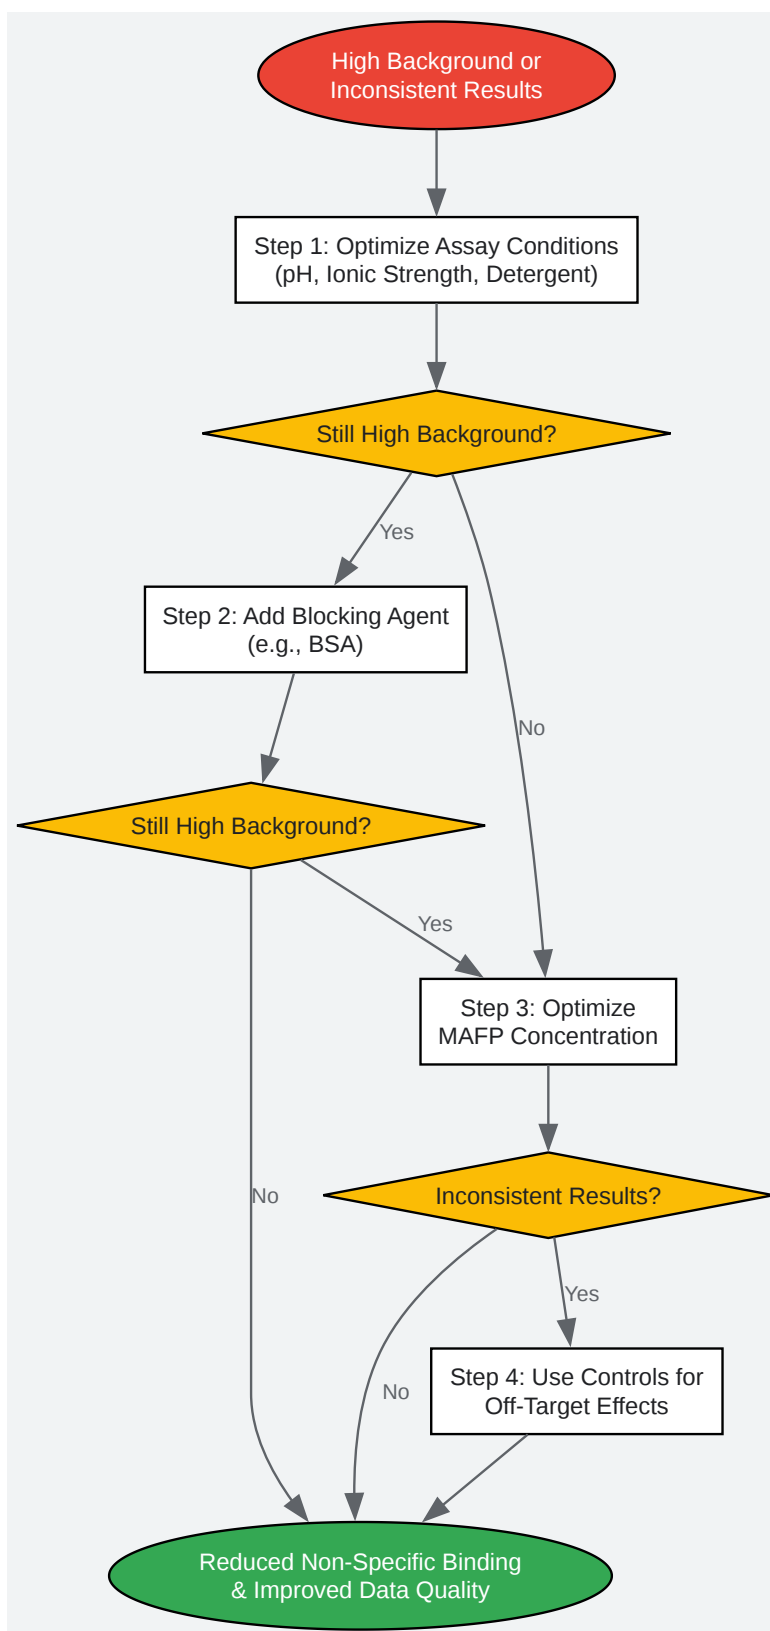 High Background or
Inconsistent Results
Step 1: Optimize Assay Conditions
(pH, Ionic Strength, Detergent)
Still High Background?
Yes
Step 2: Add Blocking Agent
(e.g., BSA)
No
Still High Background?
Yes
Step 3: Optimize
MAFP Concentration
No
Inconsistent Results?
Yes
Step 4: Use Controls for
Off-Target Effects
No
Reduced Non-Specific Binding
& Improved Data Quality